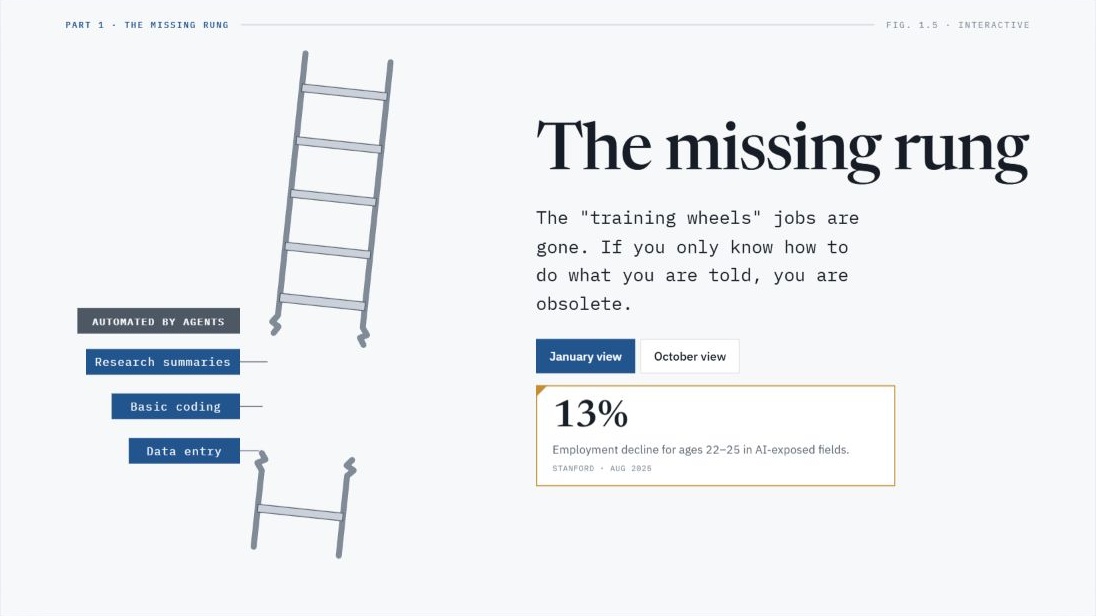 PART 1 · THE MISSING RUNG
FIG. 1.5 · INTERACTIVE
The missing rung
The "training wheels" jobs are
gone. If you only know how to
do what you are told, you are
obsolete.
AUTOMATED BY AGENTS
Research summaries
Basic coding
Data entry
January view
October view
13%
Employment decline for ages 22–25 in AI-exposed fields.
STANFORD · AUG 2025